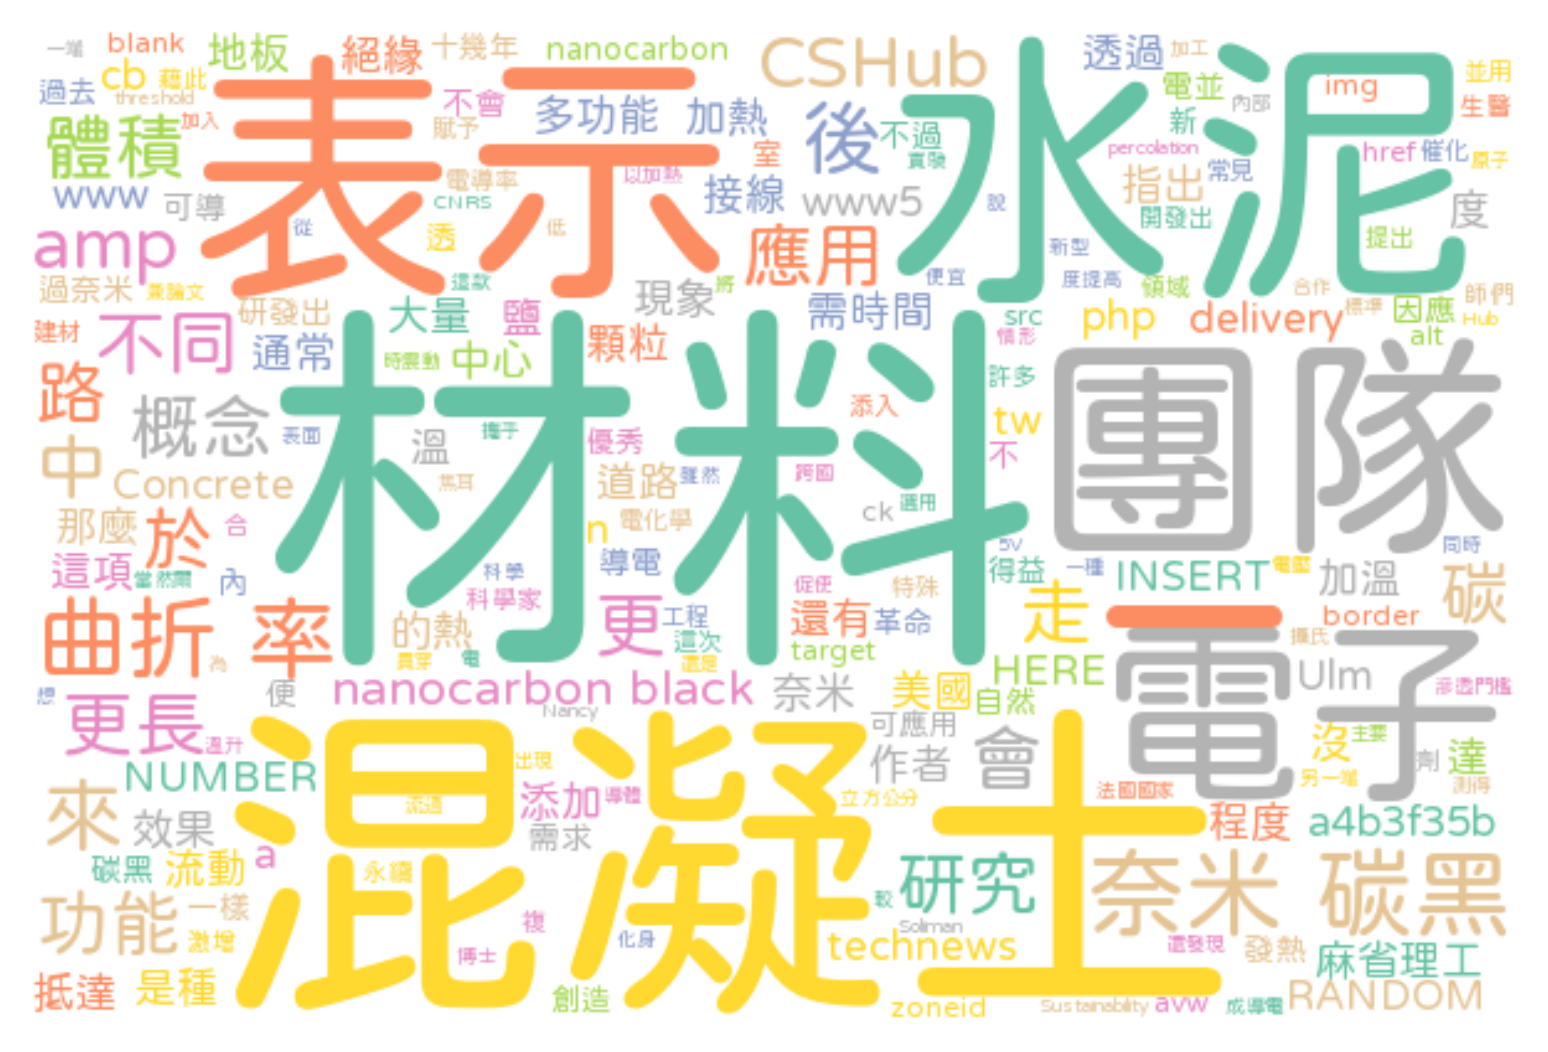 一端 blank 地板 絕緣 十幾年 nanocarbon CSHub 透過 加工
過去 cb 藉此 threshold 加入 不會 賦予 多功能 加熱 電並 內部 img 並用 生醫
體積 表示 室 後 不過 實發 水泥 percolation 新 href 催化 原子
www 可導 電導率 以加熱 CNRS 接線 www5 指出 常見 開發出 度
amp 從 透 低 應用 說 新型 提出
過奈米 兼論文 研發出 這款 現象 將 便宜 度提高 領域 合作 師們
建材 不同 通常 大量 鹽 顆粒 需時間 src 情形 php delivery 標準 因應 Hub alt
路 概念 時震動 中心 材料 許多 團隊
中 表面 溫 攜手 優秀 添入 tw 不
Concrete 焦耳 道路 雖然 跨國 ck 適用
那麼 於 合 n 電化學 5V 同時
這項 當然爾 內 科學 導電 促使 特殊 得益 一種 INSERT 電壓 加溫 碳
曲折 率 科學家 的熱 更 工程 這次 還有 革命 走 border
為 貫穿 電 還是 target HERE 電子 攝氏 Ulm
想 更長 溫升 便 nanocarbon black Nancy 奈米 美國 自然 滲透門檻
NUMBER 混凝土 出現 可應用 作者 會 沒 主要 劑 達
來 效果 流過 添加 導體 需求 立方公分 法國國家 另一端 測得 程度 a4b3f35b
碳黑 流動 a 永續 研究 奈米 碳黑
功能 一樣 激增 複 較 Soliman
博士 化身 technews 還發現 發熱 麻省理工
抵達 是種 創造 zoneid Sustainability avw 成導電 RANDOM